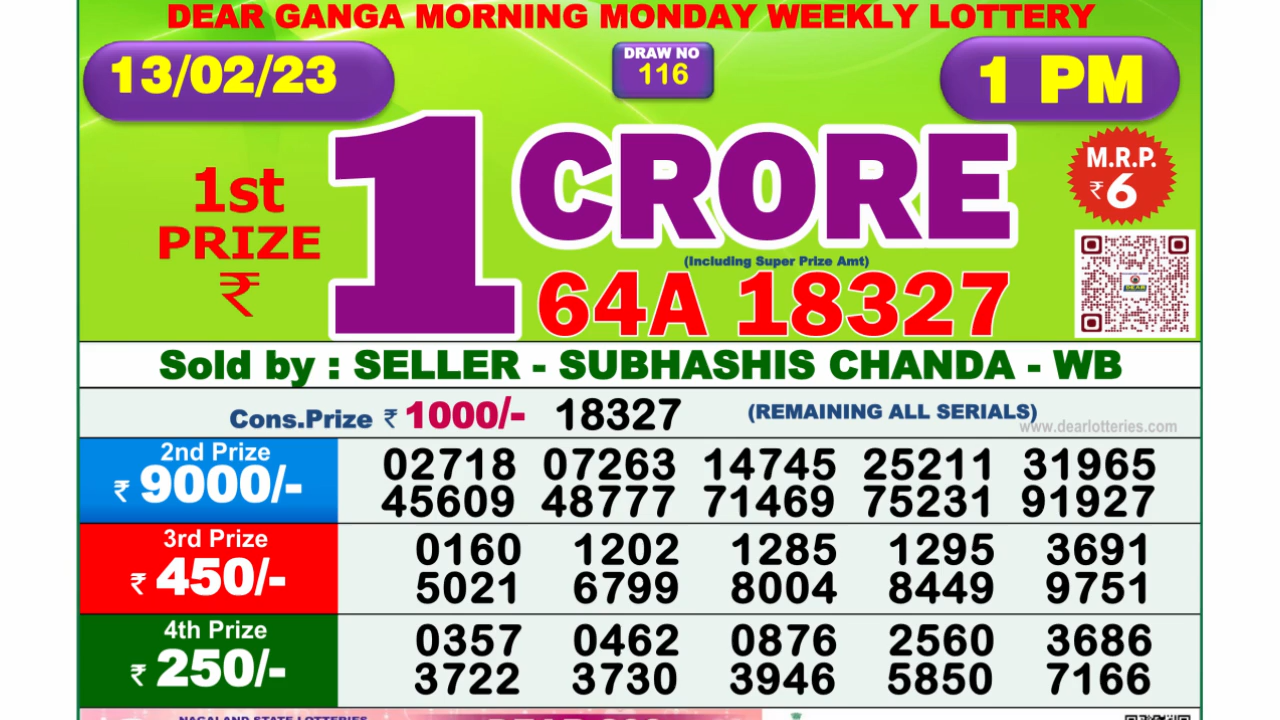 DEAR GANGA MORNING MONDAY WEEKLY LOTTERY
13/02/23
DRAW NO
116
1 PM
1st
PRIZE
₹
1 CRORE
(Including Super Prize Amt)
64A 18327
M.R.P.
₹6
Sold by : SELLER - SUBHASHIS CHANDA - WB
Cons.Prize ₹ 1000/- 18327 (REMAINING ALL SERIALS)
www.dearlotteries.com
2nd Prize
₹ 9000/-
02718 07263 14745 25211 31965
45609 48777 71469 75231 91927
3rd Prize
₹ 450/-
0160 1202 1285 1295 3691
5021 6799 8004 8449 9751
4th Prize
₹ 250/-
0357 0462 0876 2560 3686
3722 3730 3946 5850 7166
NAGALAND STATE LOTTERIES